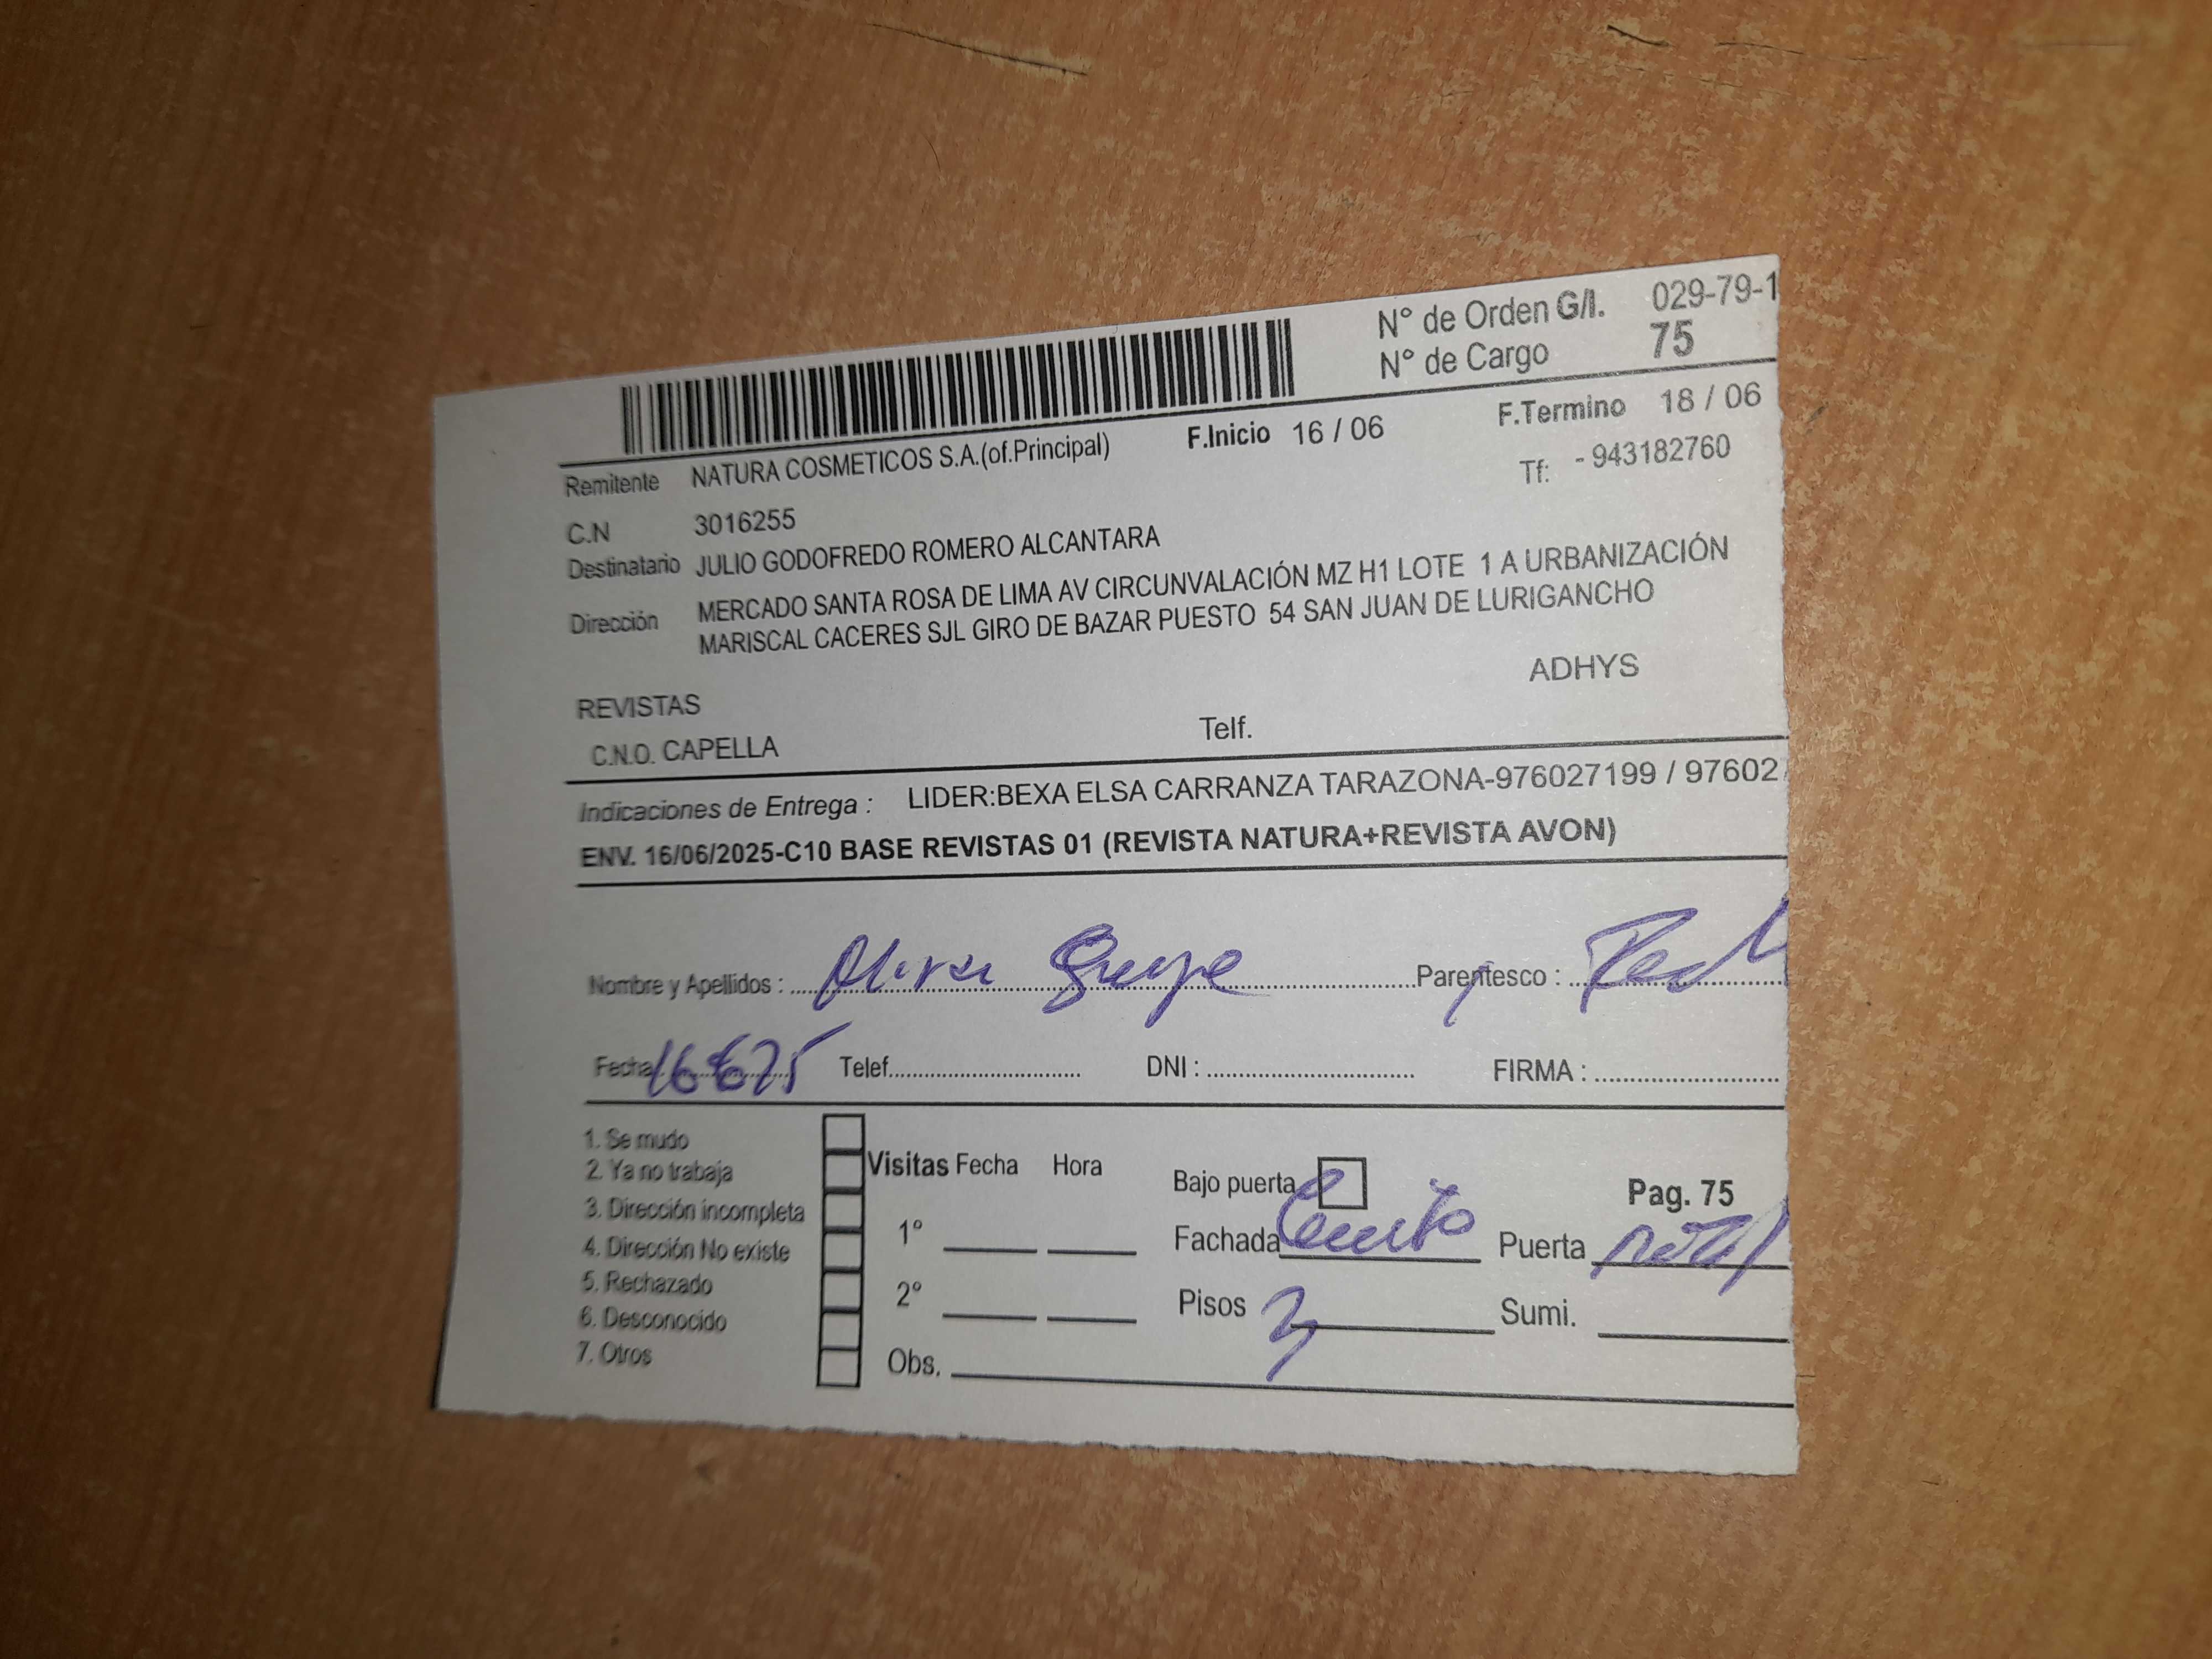 N° de Orden G/I. 029-79-1
N° de Cargo 75
F.Inicio 16 / 06 F.Termino 18 / 06
Remitente NATURA COSMETICOS S.A.(of.Principal) Tf: - 943182760
C.N 3016255
Destinatario JULIO GODOFREDO ROMERO ALCANTARA
Dirección MERCADO SANTA ROSA DE LIMA AV CIRCUNVALACIÓN MZ H1 LOTE 1 A URBANIZACIÓN
MARISCAL CACERES SJL GIRO DE BAZAR PUESTO 54 SAN JUAN DE LURIGANCHO
ADHYS
REVISTAS
C.N.O. CAPELLA Telf.
Indicaciones de Entrega : LIDER:BEXA ELSA CARRANZA TARAZONA-976027199 / 97602
ENV. 16/06/2025-C10 BASE REVISTAS 01 (REVISTA NATURA+REVISTA AVON)
Nombre y Apellidos : Parentesco :
Fecha 16625 Telef. DNI : FIRMA :
1. Se mudo
2. Ya no trabaja
3. Dirección incompleta
4. Dirección No existe
5. Rechazado
6. Desconocido
7. Otros
Visitas Fecha Hora
1°
2°
Obs.
Bajo puerta Pag. 75
Fachada Puerta
Pisos 3 Sumi.